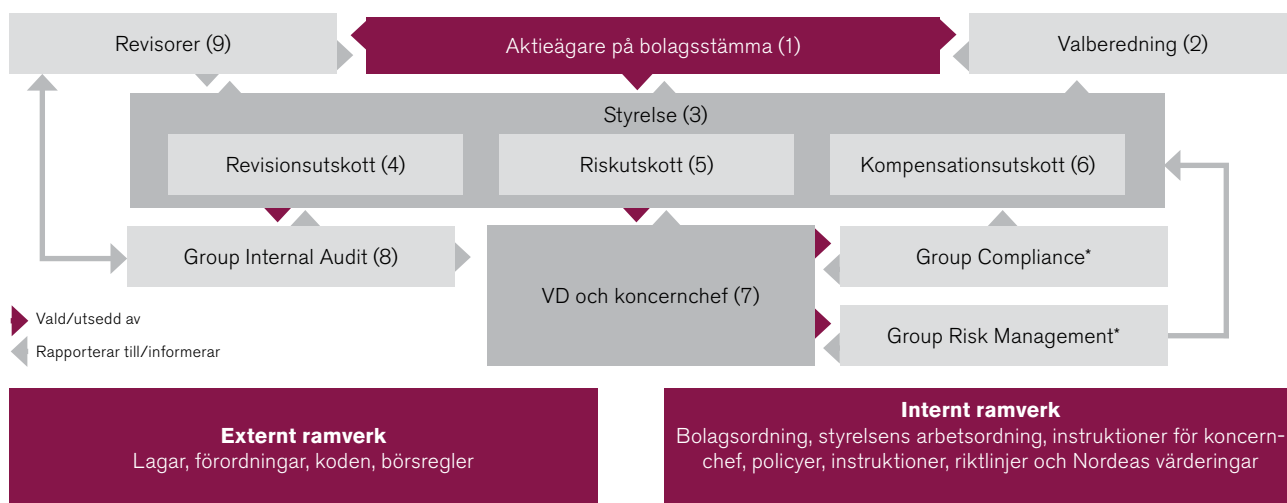 Revisorer (9)
Aktieägare på bolagsstämma (1)
Valberedning (2)
Styrelse (3)
Revisionsutskott (4)
Riskutskott (5)
Kompensationsutskott (6)
Group Internal Audit (8)
VD och koncernchef (7)
Group Compliance*
Group Risk Management*
Vald/utsedd av
Rapporterar till/informerar
Externt ramverk
Lagar, förordningar, koden, börsregler
Internt ramverk
Bolagsordning, styrelsens arbetsordning, instruktioner för koncern-
chef, policyer, instruktioner, riktlinjer och Nordeas värderingar